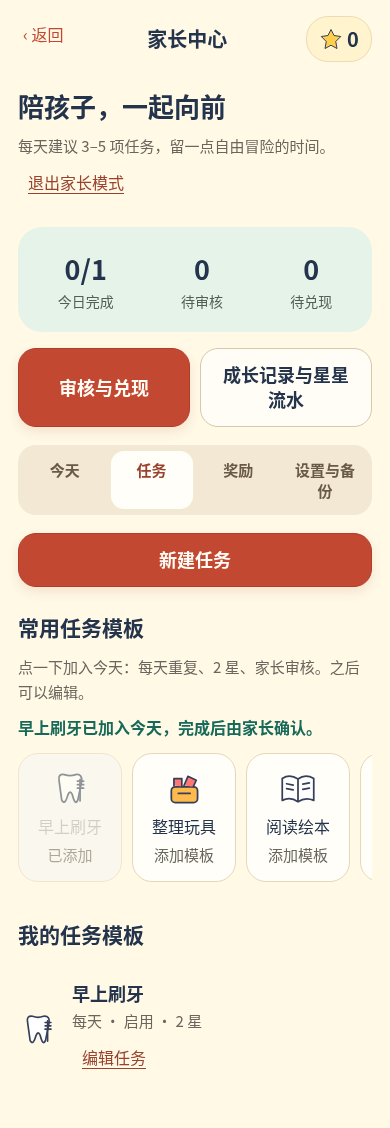 ‹ 返回
家长中心
0
陪孩子，一起向前
每天建议 3–5 项任务，留一点自由冒险的时间。
退出家长模式
0/1
0
0
今日完成
待审核
待兑现
审核与兑现
成长记录与星星
流水
今天
任务
奖励
设置与备
份
新建任务
常用任务模板
点一下加入今天：每天重复、2 星、家长审核。之后
可以编辑。
早上刷牙已加入今天，完成后由家长确认。
早上刷牙
整理玩具
阅读绘本
已添加
添加模板
添加模板
我的任务模板
早上刷牙
每天 · 启用 · 2 星
编辑任务